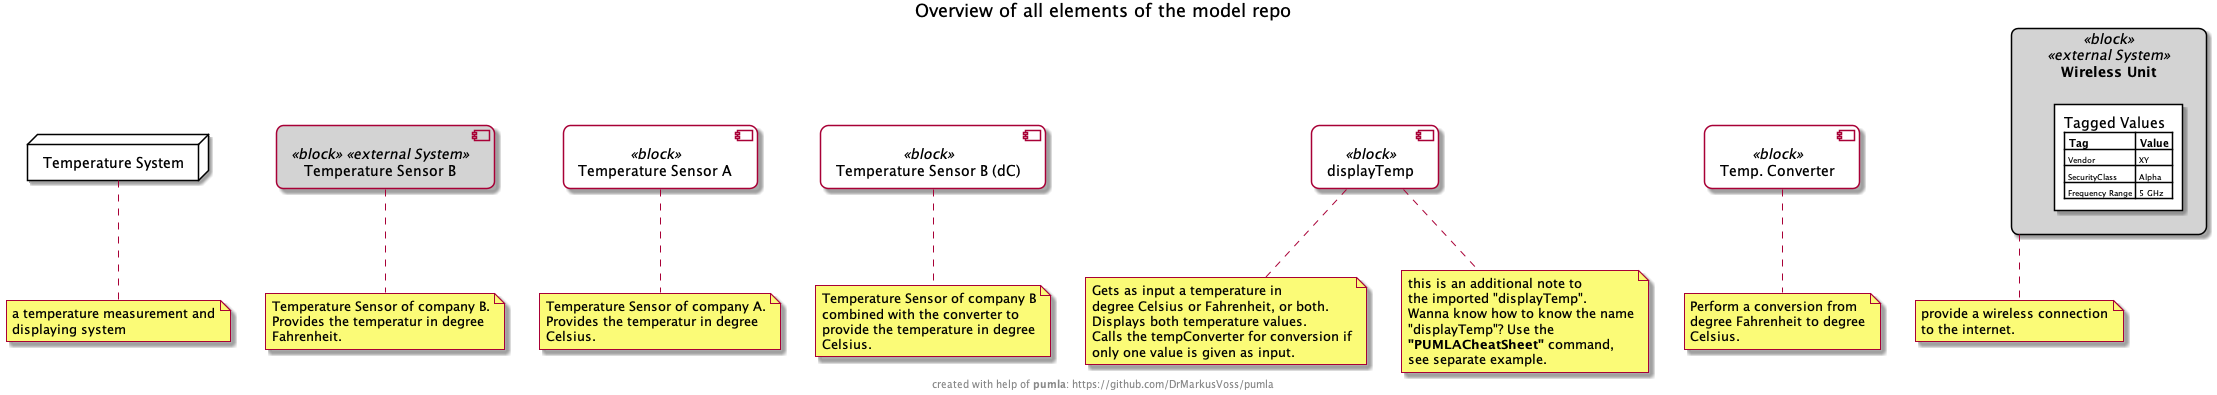 Overview of all elements of the model repo
Temperature System
a temperature measurement and
displaying system
«block» «external System»
Temperature Sensor B
Temperature Sensor of company B.
Provides the temperatur in degree
Fahrenheit.
«block»
Temperature Sensor A
Temperature Sensor of company A.
Provides the temperatur in degree
Celsius.
«block»
Temperature Sensor B (dC)
Temperature Sensor of company B
combined with the converter to
provide the temperature in degree
Celsius.
«block»
displayTemp
Gets as input a temperature in
degree Celsius or Fahrenheit, or both.
Displays both temperature values.
Calls the tempConverter for conversion if
only one value is given as input.
this is an additional note to
the imported "displayTemp".
Wanna know how to know the name
"displayTemp"? Use the
"PUMLACheatSheet" command,
see separate example.
«block»
Temp. Converter
Perform a conversion from
degree Fahrenheit to degree
Celsius.
«block»
«external System»
Wireless Unit
Tagged Values
Tag Value
Vendor XY
SecurityClass Alpha
Frequency Range 5 GHz
provide a wireless connection
to the internet.
created with help of pumla: https://github.com/DrMarkusVoss/pumla